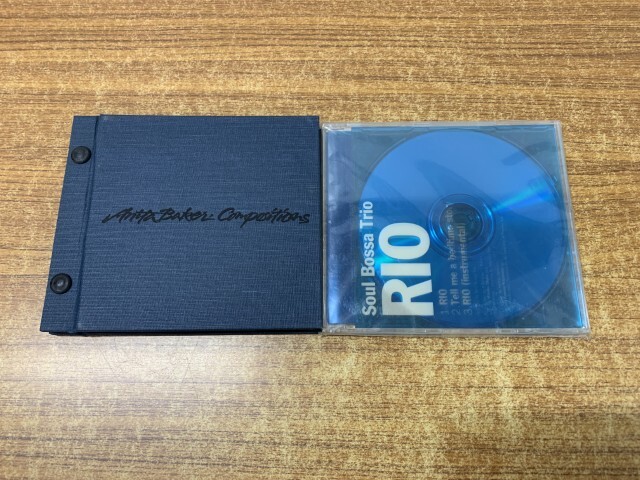 Anita Baker Compositions
Soul Bossa Trio
RIO
1. RIO
2. Tell me a bedtime
3. RIO (instrumental